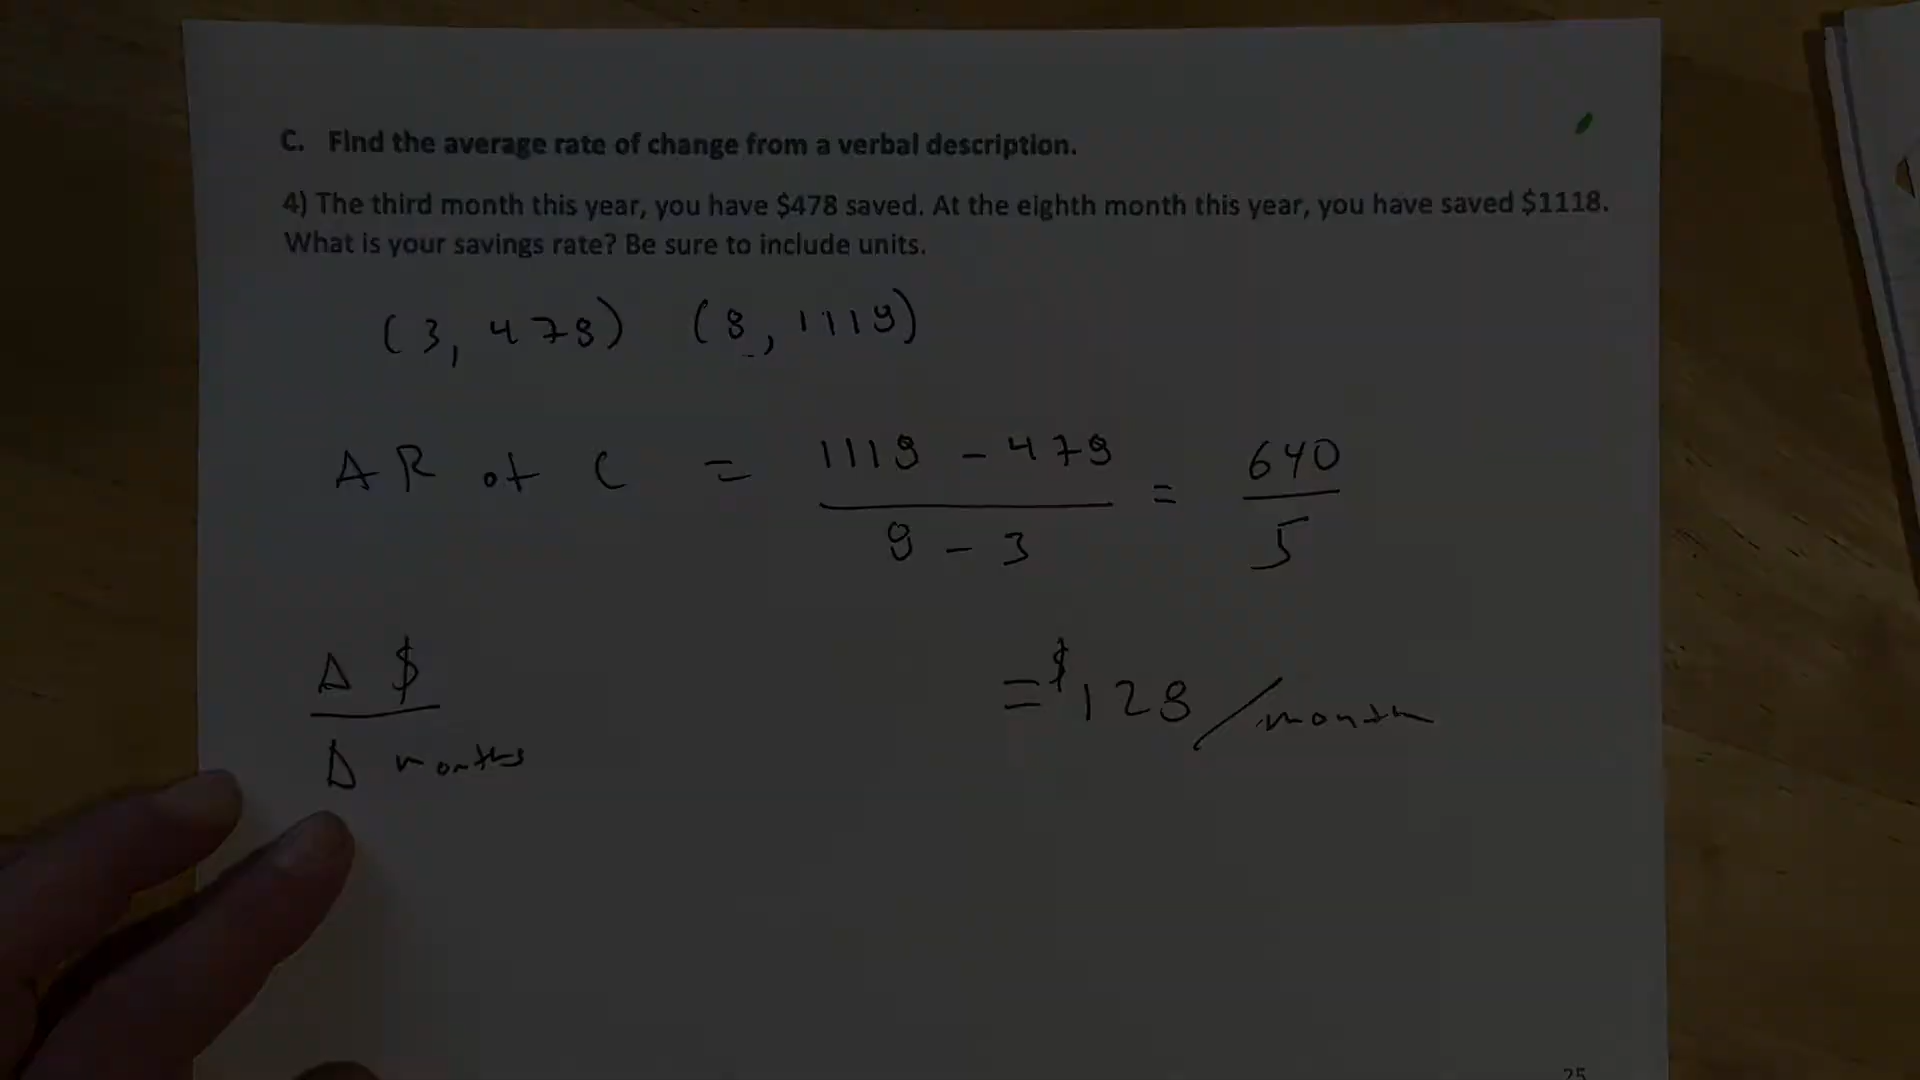 C. Find the average rate of change from a verbal description.
4) The third month this year, you have $478 saved. At the eighth month this year, you have saved $1118.
What is your savings rate? Be sure to include units.
(3, 478) (8, 1118)
AR of C = 1118 - 478 / 8 - 3 = 640 / 5
Δ $ / Δ months
= $128/month
25